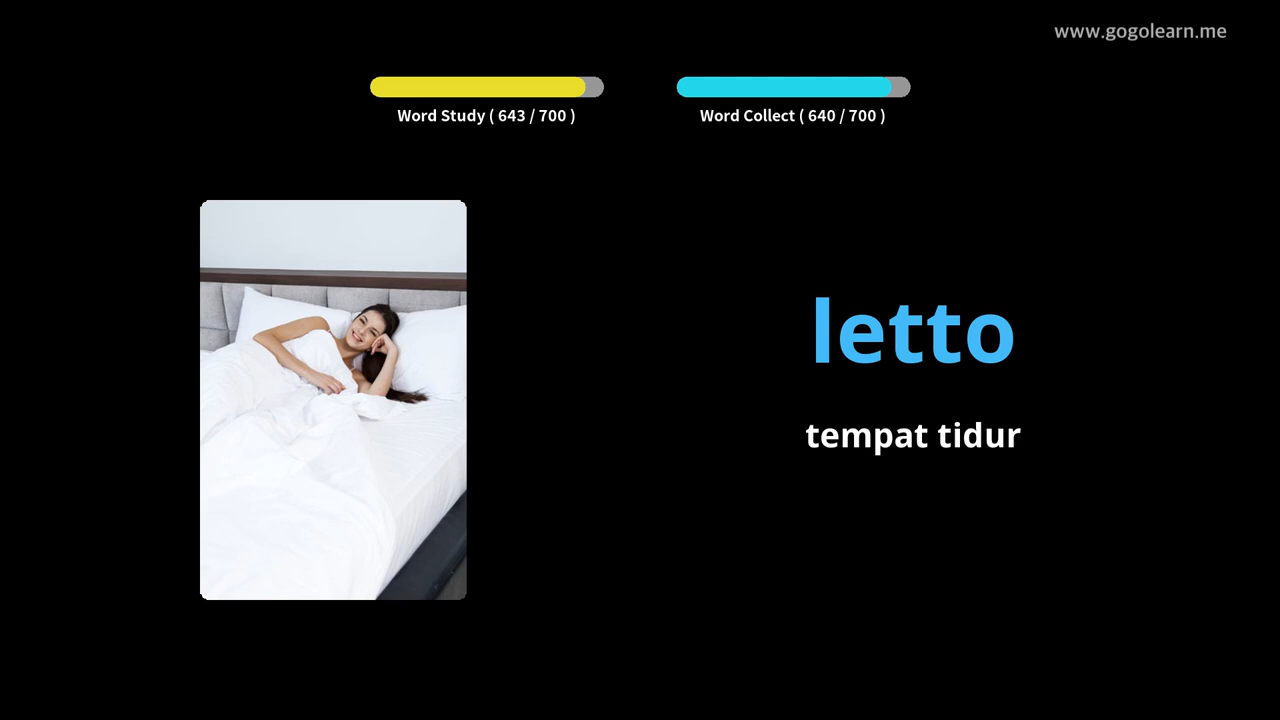 www.gogolearn.me
Word Study ( 643 / 700 )
Word Collect ( 640 / 700 )
letto
tempat tidur